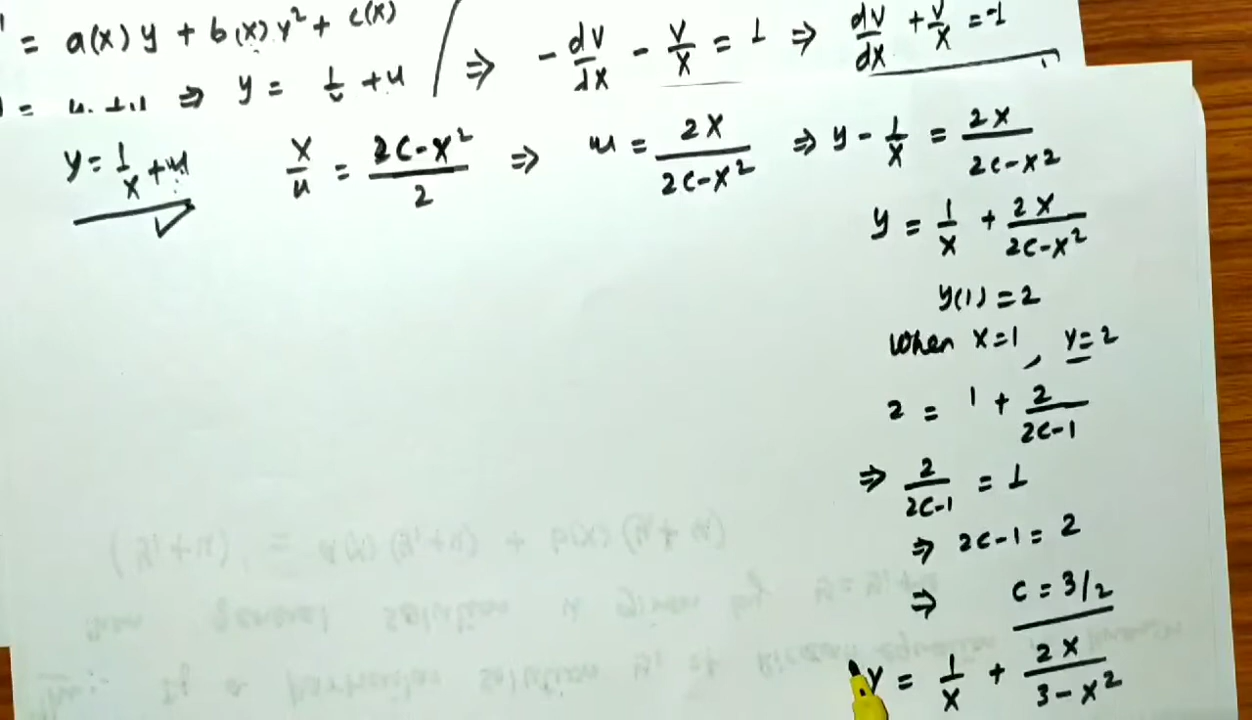 = a(x) y + b(x) y² + c(x)
⇒ y = 1/x + u
⇒ - dv/dx - v/x = 1 ⇒ dv/dx + v/x = -1
y = 1/x + u
x/u = (2c-x²)/2 ⇒ u = 2x/(2c-x²) ⇒ y - 1/x = 2x/(2c-x²)
y = 1/x + 2x/(2c-x²)
y(1) = 2
When x=1, y=2
2 = 1 + 2/(2c-1)
⇒ 2/(2c-1) = 1
⇒ 2c-1 = 2
⇒ c = 3/2
y = 1/x + 2x/(3-x²)